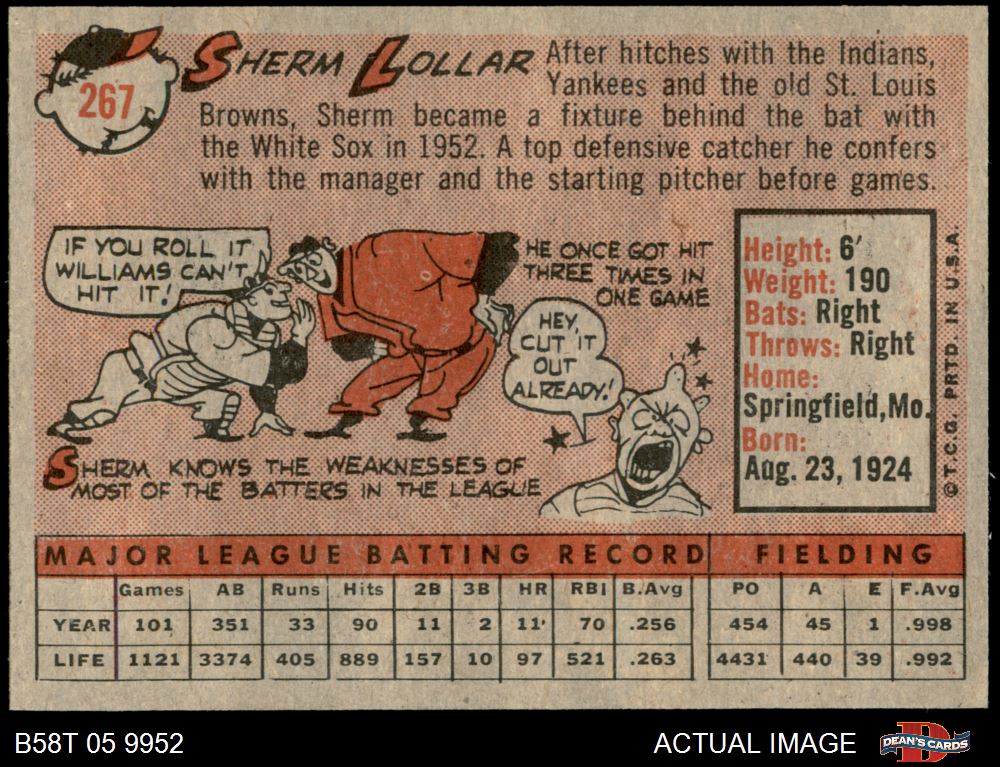 267
SHERM LOLLAR
After hitches with the Indians,
Yankees and the old St. Louis
Browns, Sherm became a fixture behind the bat with
the White Sox in 1952. A top defensive catcher he confers
with the manager and the starting pitcher before games.
IF YOU ROLL IT
WILLIAMS CAN'T
HIT IT!
HE ONCE GOT HIT
THREE TIMES IN
ONE GAME
HEY,
CUT IT
OUT
ALREADY!
SHERM KNOWS THE WEAKNESSES OF
MOST OF THE BATTERS IN THE LEAGUE
Height: 6'
Weight: 190
Bats: Right
Throws: Right
Home:
Springfield, Mo.
Born:
Aug. 23, 1924
© T.C.G. PRTD. IN U.S.A.
MAJOR LEAGUE BATTING RECORD FIELDING
Games AB Runs Hits 2B 3B HR RBI B.Avg PO A E F.Avg
YEAR 101 351 33 90 11 2 11 70 .256 454 45 1 .998
LIFE 1121 3374 405 889 157 10 97 521 .263 4431 440 39 .992
B58T 05 9952
ACTUAL IMAGE
D
DEAN'S CARDS